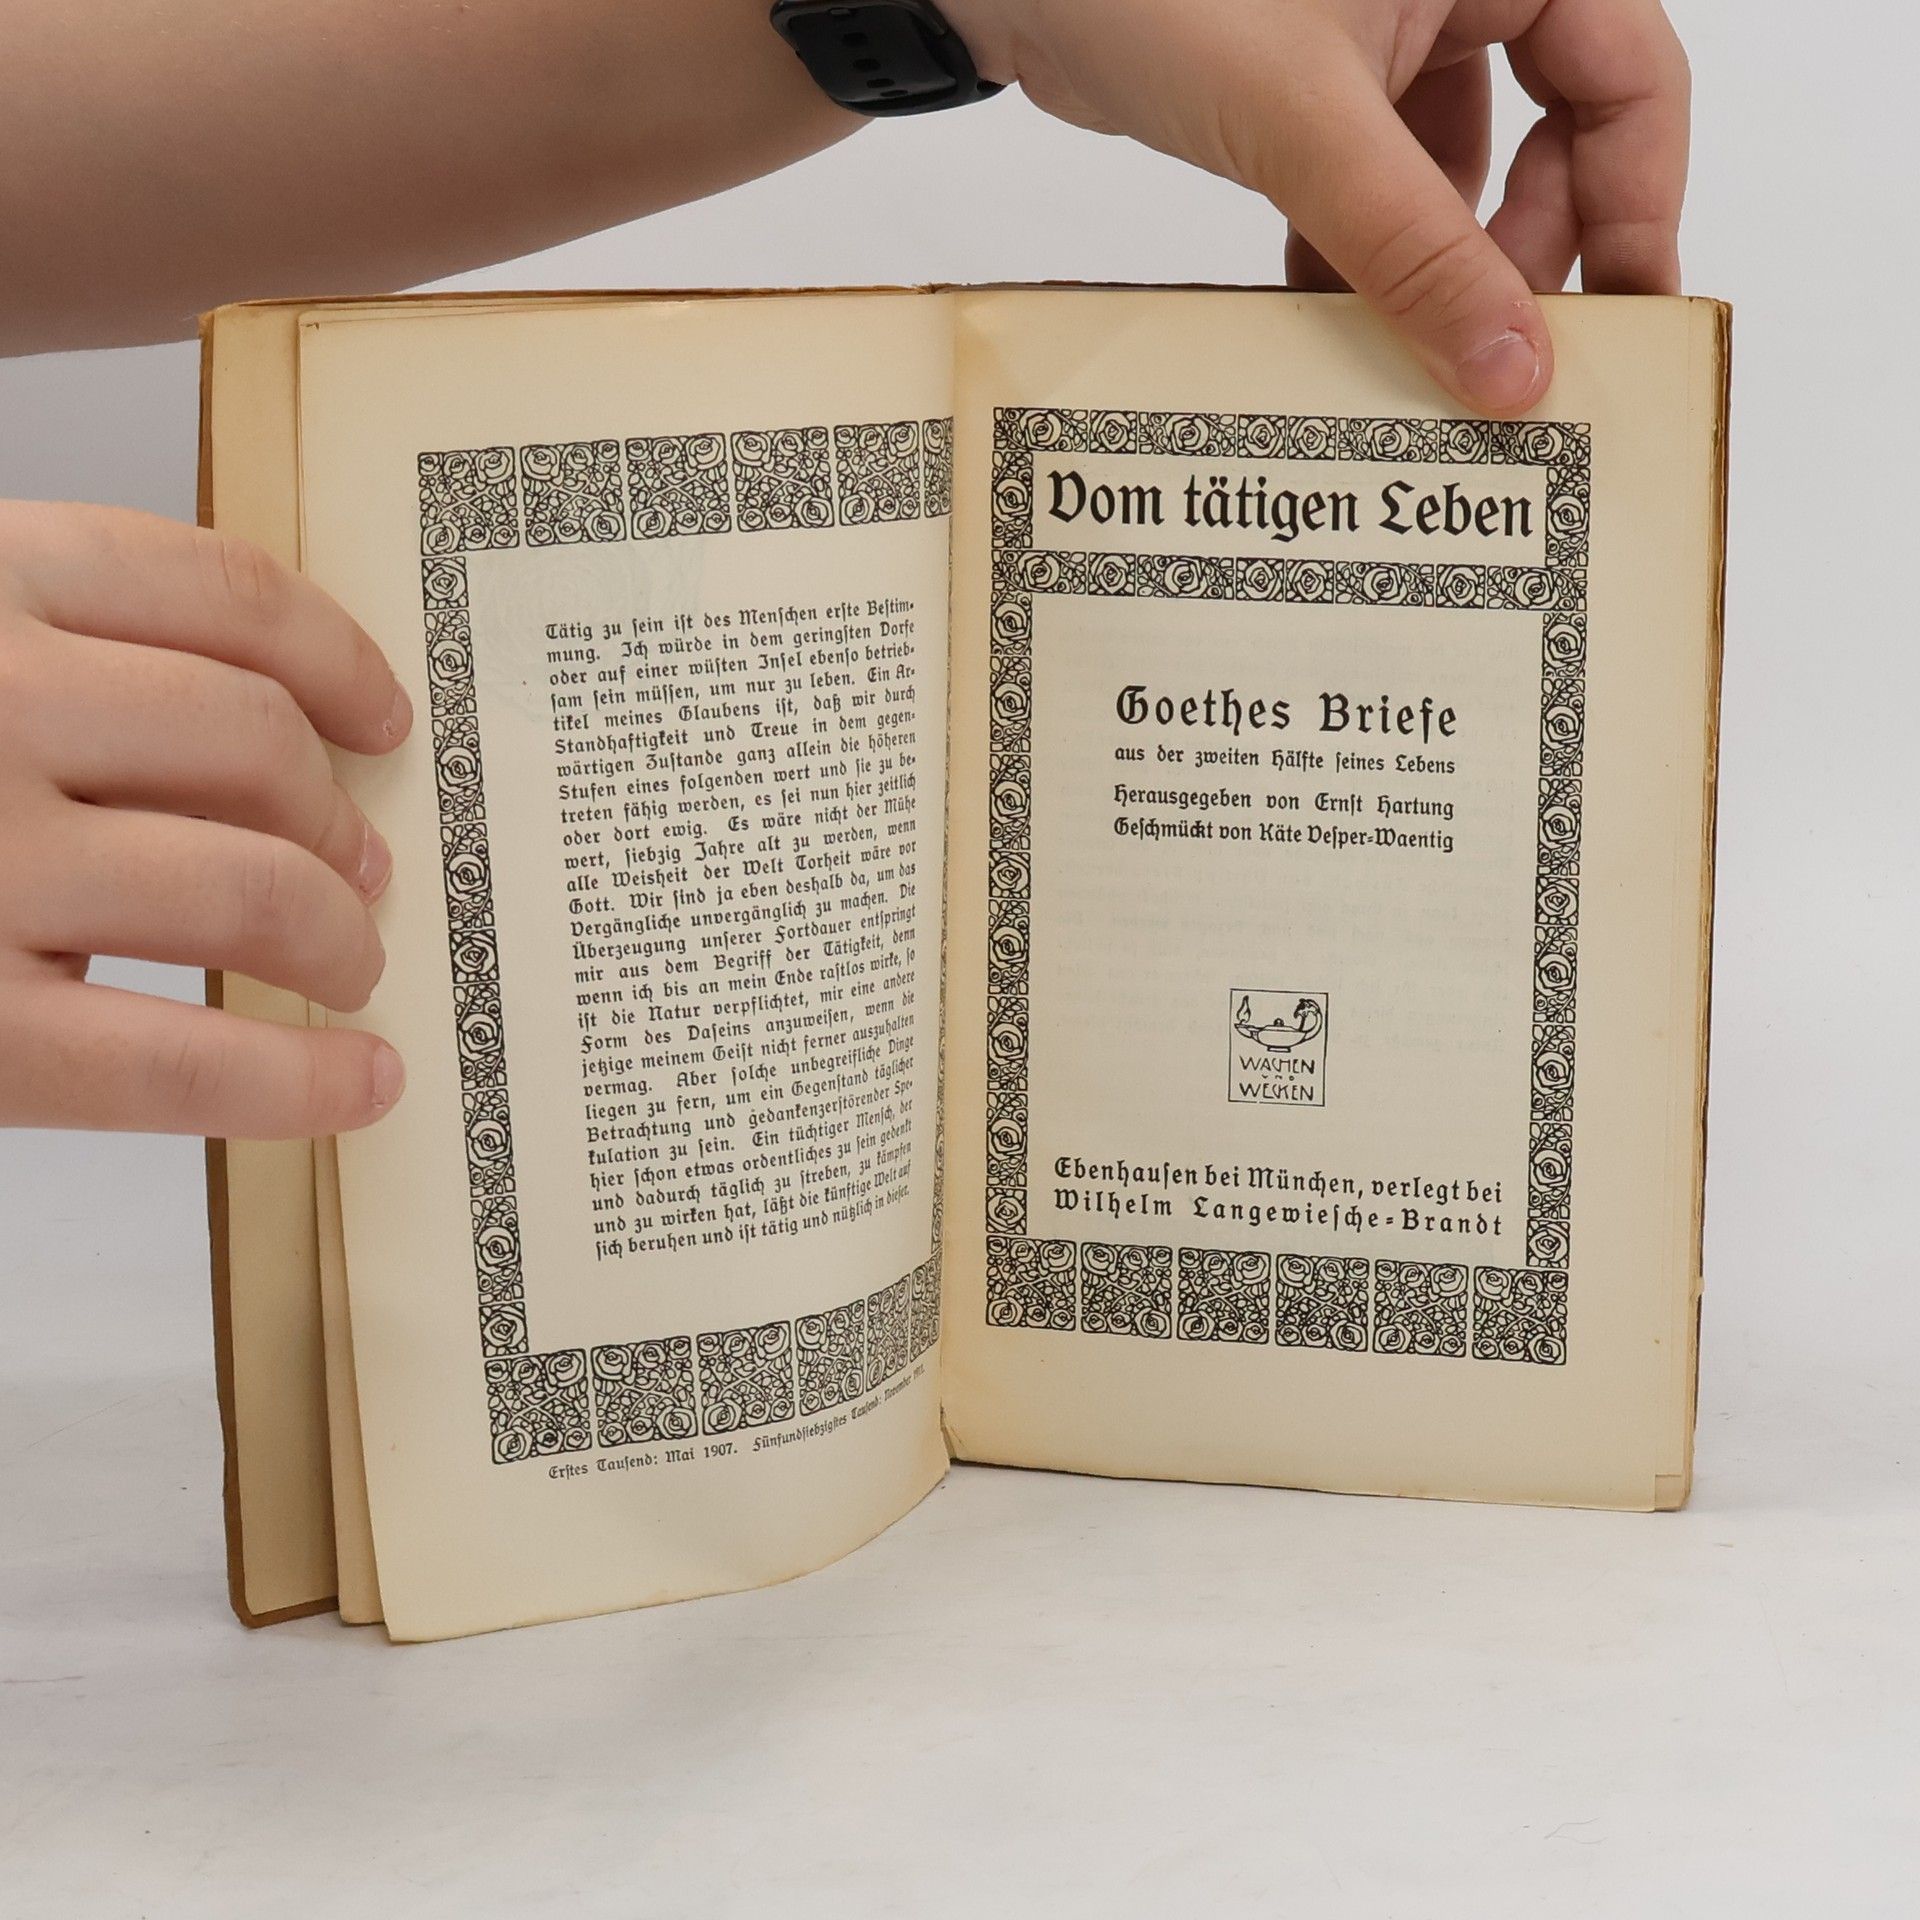 Tätig zu sein ist des Menschen erste Bestim-
mung. Ich würde in dem geringsten Dorfe
oder auf einer wüsten Insel ebenso betrieb-
sam sein müssen, um nur zu leben. Ein Ar-
tikel meines Glaubens ist, daß wir durch
Standhaftigkeit und Treue in dem gegen-
wärtigen Zustande ganz allein die höheren
Stufen eines folgenden wert und sie zu be-
treten fähig werden, es sei nun hier zeitlich
oder dort ewig. Es wäre nicht der Mühe
wert, siebzig Jahre alt zu werden, wenn
alle Weisheit der Welt Torheit wäre vor
Gott. Wir sind ja eben deshalb da, um das
Vergängliche unvergänglich zu machen. Die
Überzeugung unserer Fortdauer entspringt
mir aus dem Begriff der Tätigkeit, denn
wenn ich bis an mein Ende rastlos wirke, so
ist die Natur verpflichtet, mir eine andere
Form des Daseins anzuweisen, wenn die
jetzige meinem Geist nicht ferner auszuhalten
vermag. Aber solche unbegreifliche Dinge
liegen zu fern, um ein Gegenstand täglicher
Betrachtung und gedankenzerstörender Spe-
kulation zu sein. Ein tüchtiger Mensch, der
hier schon etwas ordentliches zu sein gedenkt
und dadurch täglich zu streben, zu kämpfen
und zu wirken hat, läßt die künftige Welt auf
sich beruhen und ist tätig und nützlich in dieser.
Erstes Tausend: Mai 1907. Fünfundsiebzigstes Tausend: November
Vom tätigen Leben
Goethes Briefe
aus der zweiten Hälfte seines Lebens
Herausgegeben von Ernst Hartung
Geschmückt von Käte Vesper-Waentig
WACHEN
UND
WECKEN
Ebenhausen bei München, verlegt bei
Wilhelm Langewiesche-Brandt